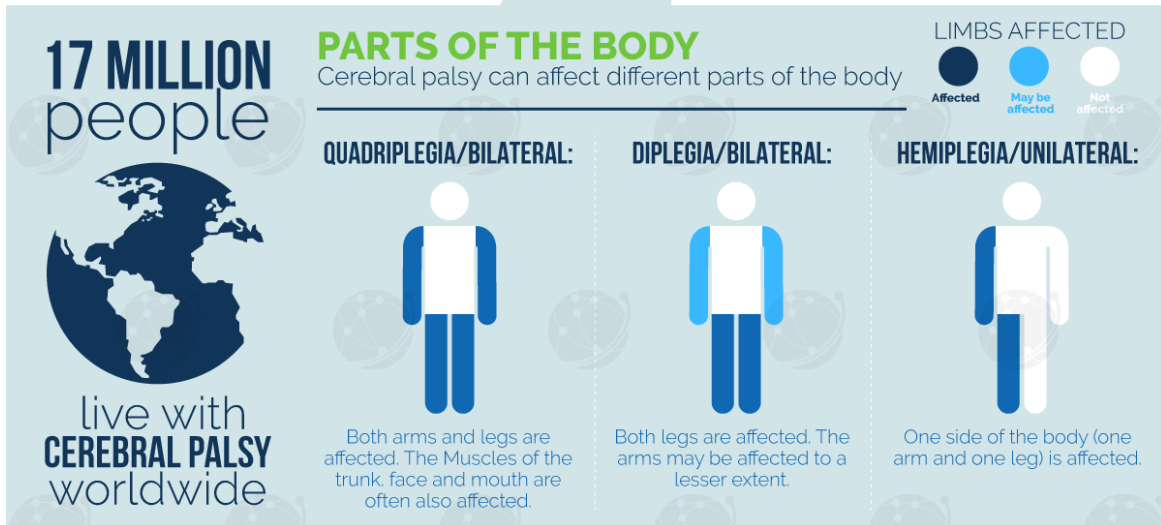 17 MILLION
people
live with
CEREBRAL PALSY
worldwide
PARTS OF THE BODY
Cerebral palsy can affect different parts of the body
LIMBS AFFECTED
Affected
May be
affected
Not
affected
QUADRIPLEGIA/BILATERAL:
Both arms and legs are
affected. The Muscles of the
trunk. face and mouth are
often also affected.
DIPLEGIA/BILATERAL:
Both legs are affected. The
arms may be affected to a
lesser extent.
HEMIPLEGIA/UNILATERAL:
One side of the body (one
arm and one leg) is affected.